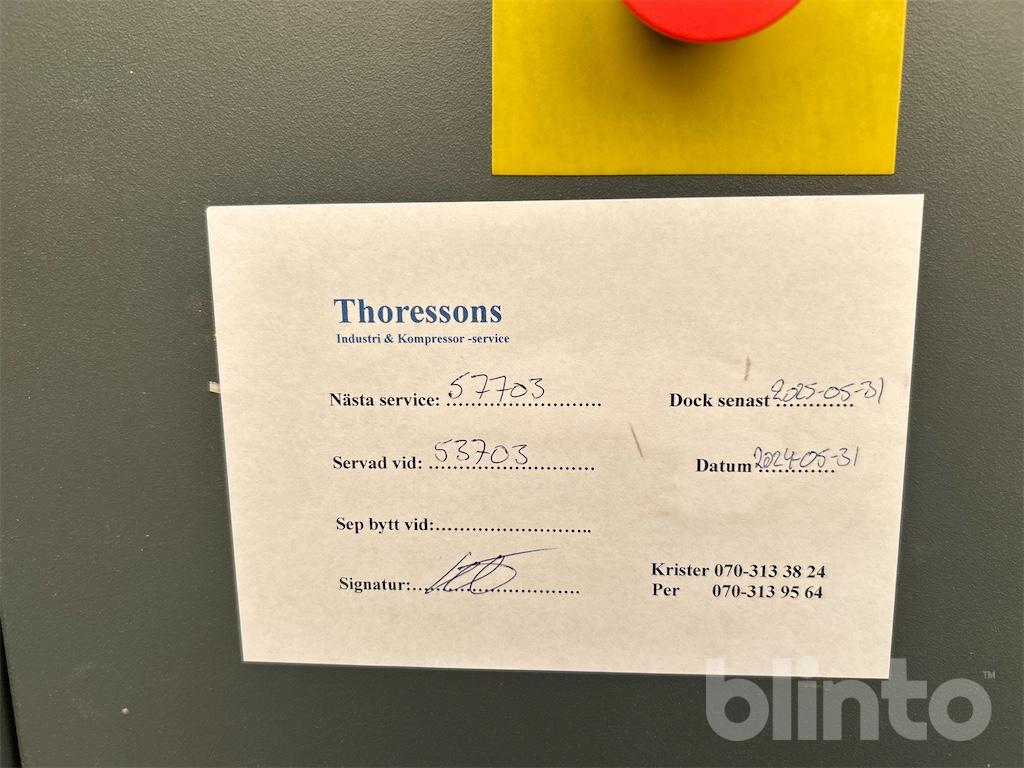 Thoressons
Industri & Kompressor -service
Nästa service: 57703 Dock senast 2025-05-31
Servad vid: 53703 Datum 2024-05-31
Sep bytt vid:...........................
Signatur:
Krister 070-313 38 24
Per 070-313 95 64
blinto™